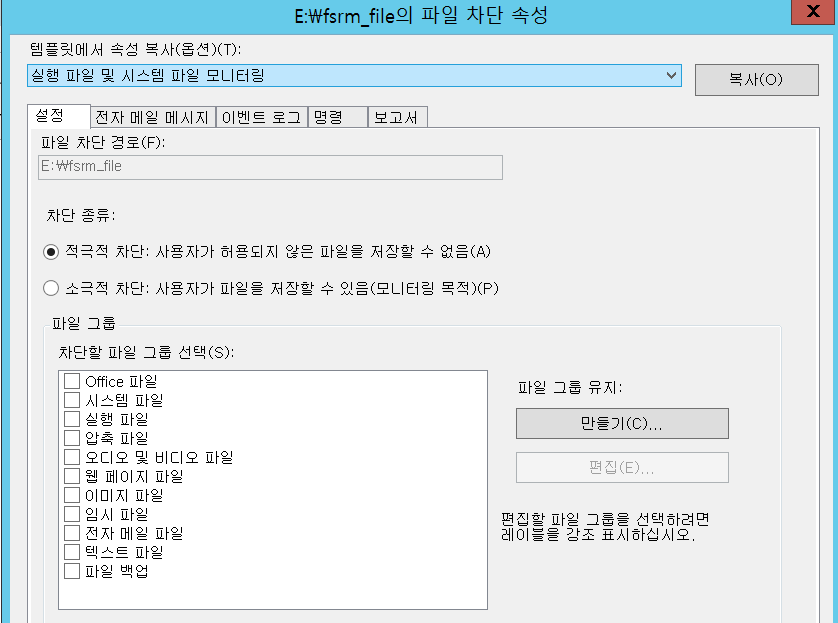 E:\fsrm_file의 파일 차단 속성
템플릿에서 속성 복사(옵션)(T):
실행 파일 및 시스템 파일 모니터링
복사(O)
설정 전자 메일 메시지 이벤트 로그 명령 보고서
파일 차단 경로(F):
E:\fsrm_file
차단 종류:
적극적 차단: 사용자가 허용되지 않은 파일을 저장할 수 없음(A)
소극적 차단: 사용자가 파일을 저장할 수 있음(모니터링 목적)(P)
파일 그룹
차단할 파일 그룹 선택(S):
Office 파일
시스템 파일
실행 파일
압축 파일
오디오 및 비디오 파일
웹 페이지 파일
이미지 파일
임시 파일
전자 메일 파일
텍스트 파일
파일 백업
파일 그룹 유지:
만들기(C)...
편집(E)...
편집할 파일 그룹을 선택하려면
레이블을 강조 표시하십시오.